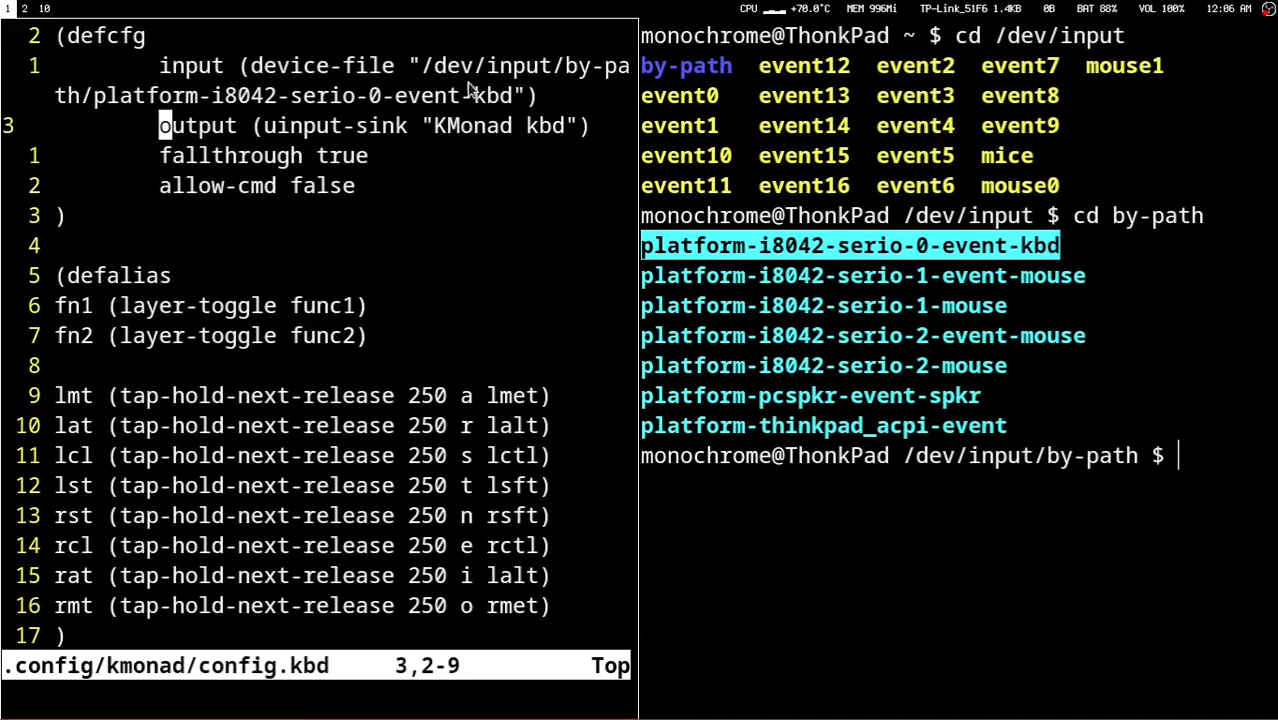 1 2 10
CPU +70.0°C MEM 996Mi TP-Link_51F6 1.4KB 0B BAT 88% VOL 100% 12:06 AM
2 (defcfg
1 input (device-file "/dev/input/by-pa
th/platform-i8042-serio-0-event-kbd")
3 output (uinput-sink "KMonad kbd")
1 fallthrough true
2 allow-cmd false
3 )
4
5 (defalias
6 fn1 (layer-toggle func1)
7 fn2 (layer-toggle func2)
8
9 lmt (tap-hold-next-release 250 a lmet)
10 lat (tap-hold-next-release 250 r lalt)
11 lcl (tap-hold-next-release 250 s lctl)
12 lst (tap-hold-next-release 250 t lsft)
13 rst (tap-hold-next-release 250 n rsft)
14 rcl (tap-hold-next-release 250 e rctl)
15 rat (tap-hold-next-release 250 i lalt)
16 rmt (tap-hold-next-release 250 o rmet)
17 )
.config/kmonad/config.kbd 3,2-9 Top
monochrome@ThonkPad ~ $ cd /dev/input
by-path event12 event2 event7 mouse1
event0 event13 event3 event8
event1 event14 event4 event9
event10 event15 event5 mice
event11 event16 event6 mouse0
monochrome@ThonkPad /dev/input $ cd by-path
platform-i8042-serio-0-event-kbd
platform-i8042-serio-1-event-mouse
platform-i8042-serio-1-mouse
platform-i8042-serio-2-event-mouse
platform-i8042-serio-2-mouse
platform-pcspkr-event-spkr
platform-thinkpad_acpi-event
monochrome@ThonkPad /dev/input/by-path $